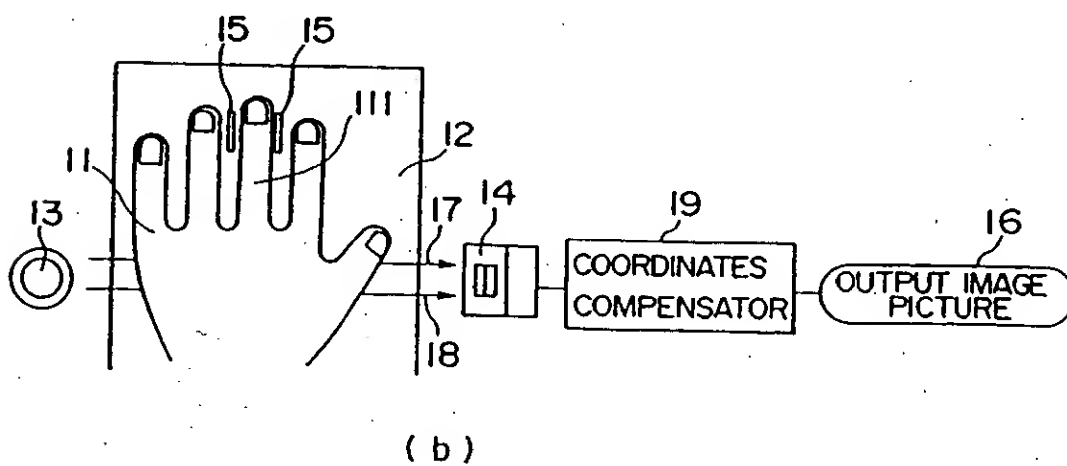 15 15
111
11
12
13
17
14
19
16
COORDINATES
COMPENSATOR
OUTPUT IMAGE
PICTURE
18
(b)